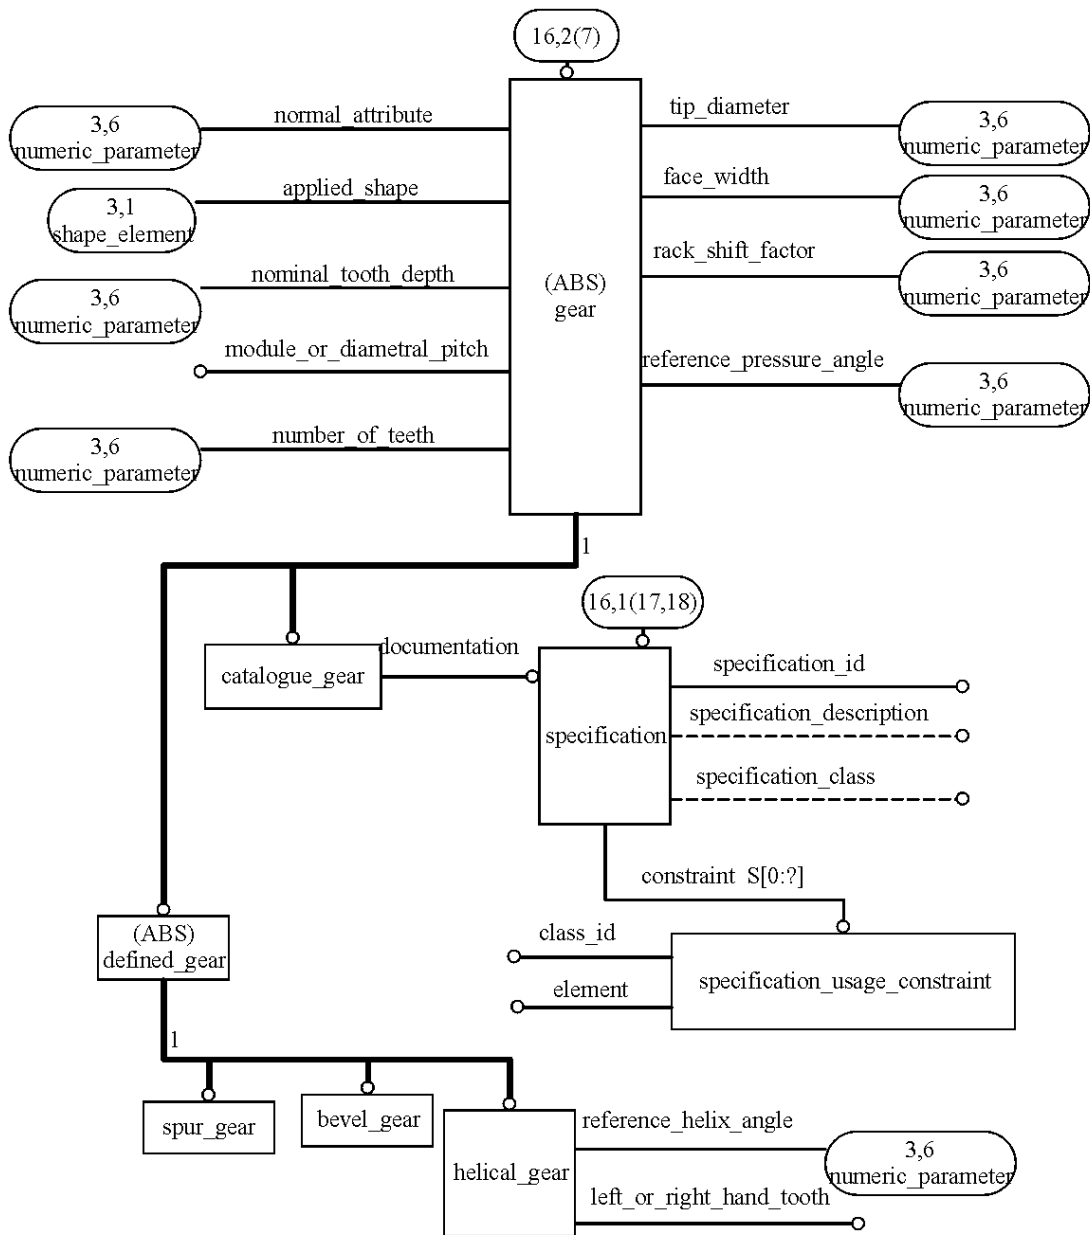 16,2(7)
normal_attribute
3,6
numeric_parameter
applied_shape
3,1
shape_element
nominal_tooth_depth
3,6
numeric_parameter
module_or_diametral_pitch
number_of_teeth
3,6
numeric_parameter
(ABS)
gear
tip_diameter
3,6
numeric_parameter
face_width
3,6
numeric_parameter
rack_shift_factor
3,6
numeric_parameter
reference_pressure_angle
3,6
numeric_parameter
1
16,1(17,18)
catalogue_gear
documentation
specification
specification_id
specification_description
specification_class
constraint S[0:?]
(ABS)
defined_gear
class_id
element
specification_usage_constraint
1
spur_gear
bevel_gear
helical_gear
reference_helix_angle
3,6
numeric_parameter
left_or_right_hand_tooth